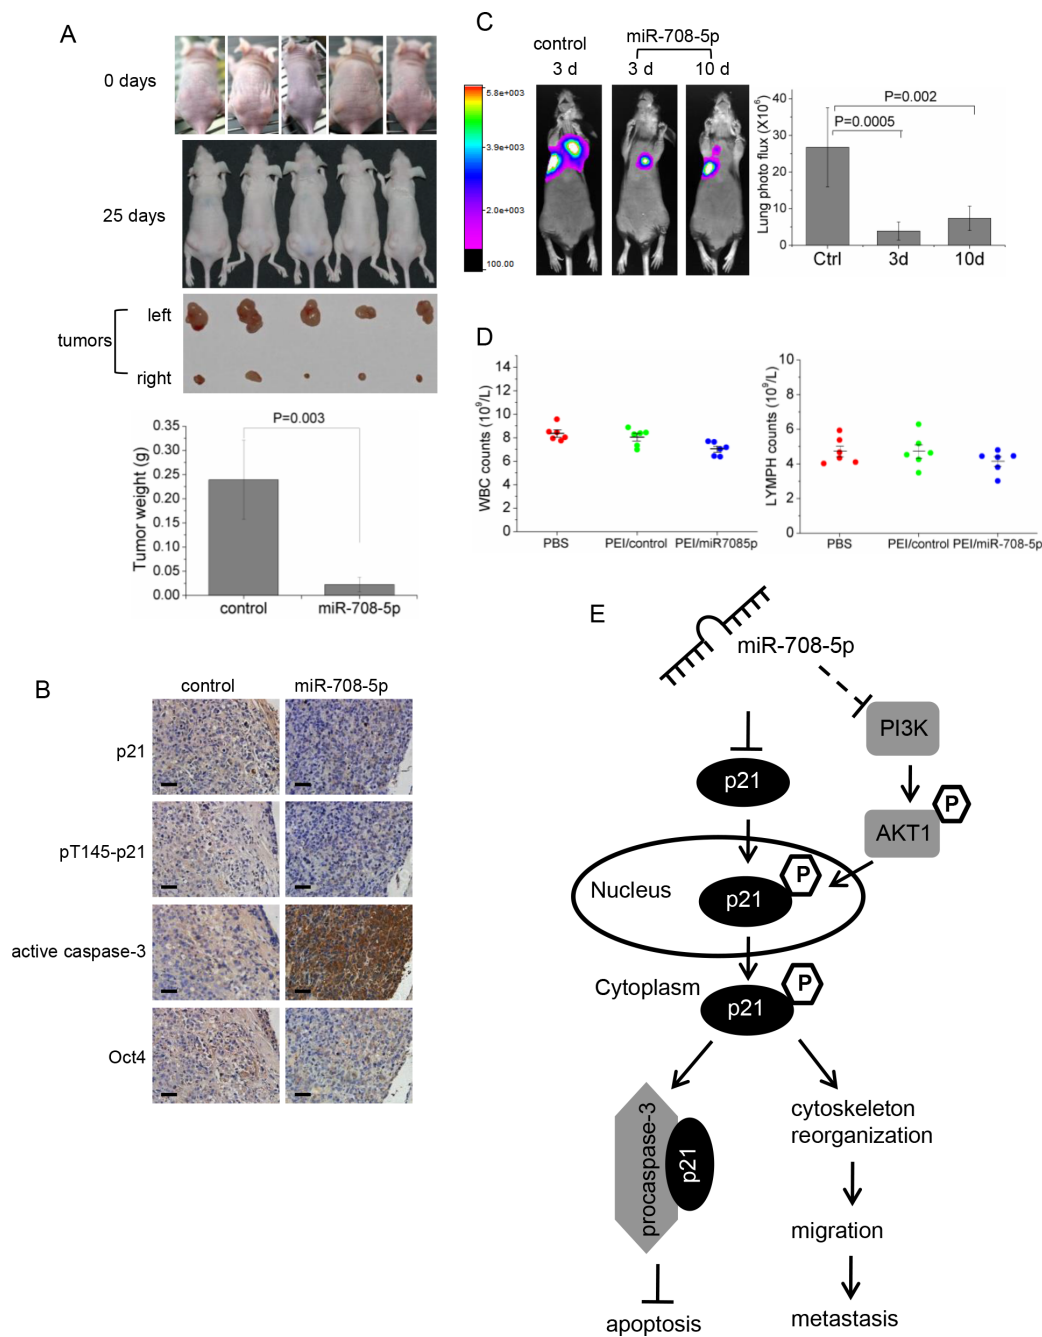 A
0 days
25 days
tumors
left
right
P=0.003
Tumor weight (g)
0.35
0.30
0.25
0.20
0.15
0.10
0.05
0.00
control
miR-708-5p
B
control
miR-708-5p
p21
pT145-p21
active caspase-3
Oct4
C
control
miR-708-5p
3 d
3 d
10 d
5.8e+003
3.9e+003
2.0e+003
100.00
Lung photo flux (X10⁶)
40
30
20
10
0
P=0.002
P=0.0005
Ctrl
3d
10d
D
WBC counts (10⁹/L)
14
12
10
8
6
4
2
0
PBS
PEI/control
PEI/miR7085p
LYMPH counts (10⁹/L)
10
8
6
4
2
0
PBS
PEI/control
PEI/miR-708-5p
E
miR-708-5p
PI3K
p21
P
AKT1
P
Nucleus
p21
P
Cytoplasm
p21
procaspase-3
p21
cytoskeleton
reorganization
migration
apoptosis
metastasis